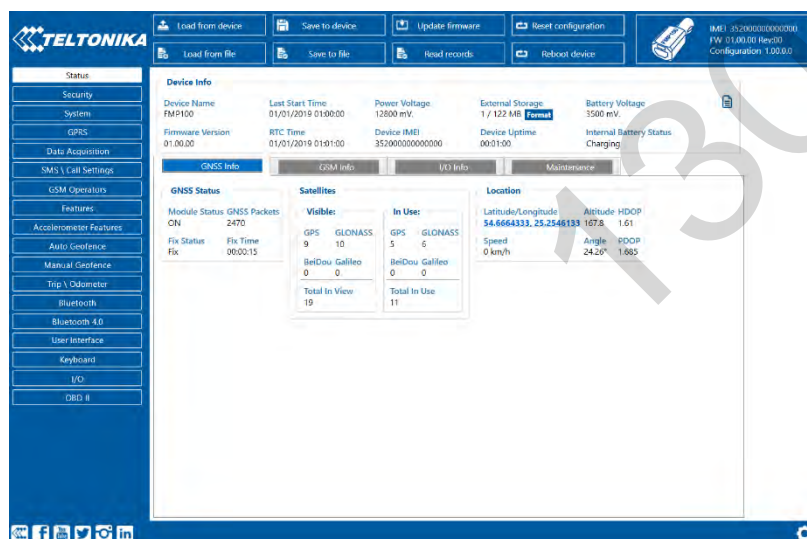 TELTONIKA
Load from device
Save to device
Update firmware
Reset configuration
Load from file
Save to file
Read records
Reboot device
IMEI 352000000000000
FW 01.00.00 Rev:00
Configuration 1.00.0.0
Status
Security
System
GPRS
Data Acquisition
SMS \ Call Settings
GSM Operators
Features
Accelerometer Features
Auto Geofence
Manual Geofence
Trip \ Odometer
Bluetooth
Bluetooth 4.0
User Interface
Keyboard
I/O
OBD II
Device Info
Device Name Last Start Time Power Voltage External Storage Battery Voltage
FMP100 01/01/2019 01:00:00 12800 mV. 1 / 122 MB Format 3500 mV.
Firmware Version RTC Time Device IMEI Device Uptime Internal Battery Status
01.00.00 01/01/2019 01:01:00 35200000000000 00:01:00 Charging
GNSS Info GSM Info I/O Info Maintenance
GNSS Status
Module Status GNSS Packets
ON 2470
Fix Status Fix Time
Fix 00:00:15
Satellites
Visible:
GPS GLONASS
9 10
BeiDou Galileo
0 0
Total In View
19
In Use:
GPS GLONASS
5 6
BeiDou Galileo
0 0
Total In Use
11
Location
Latitude/Longitude Altitude HDOP
54.6664333, 25.2546133 167.8 1.61
Speed Angle PDOP
0 km/h 24.26° 1.685